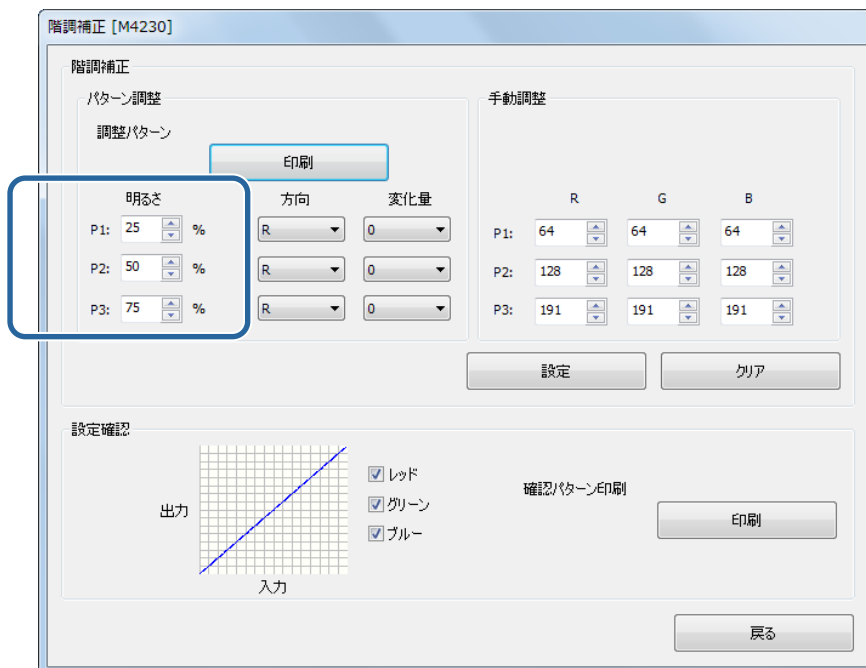 階調補正 [M4230]
階調補正
パターン調整
調整パターン
印刷
明るさ 方向 変化量
P1: 25 % R 0
P2: 50 % R 0
P3: 75 % R 0
手動調整
R G B
P1: 64 64 64
P2: 128 128 128
P3: 191 191 191
設定 クリア
設定確認
出力
入力
レッド
グリーン
ブルー
確認パターン印刷
印刷
戻る